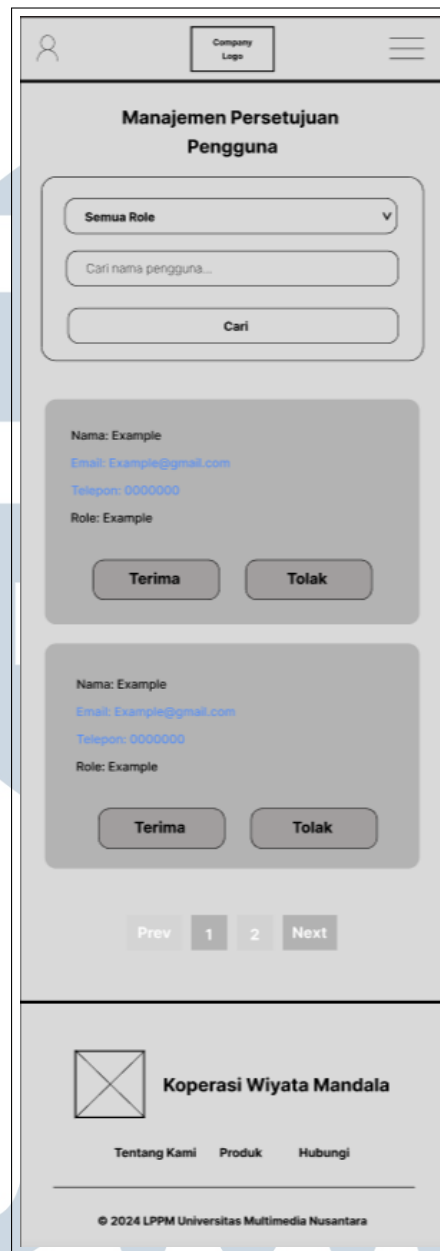 Company
Logo
Manajemen Persetujuan
Pengguna
Semua Role
Cari nama pengguna...
Cari
Nama: Example
Email: Example@gmail.com
Telepon: 0000000
Role: Example
Terima Tolak
Nama: Example
Email: Example@gmail.com
Telepon: 0000000
Role: Example
Terima Tolak
Prev 1 2 Next
Koperasi Wiyata Mandala
Tentang Kami Produk Hubungi
© 2024 LPPM Universitas Multimedia Nusantara